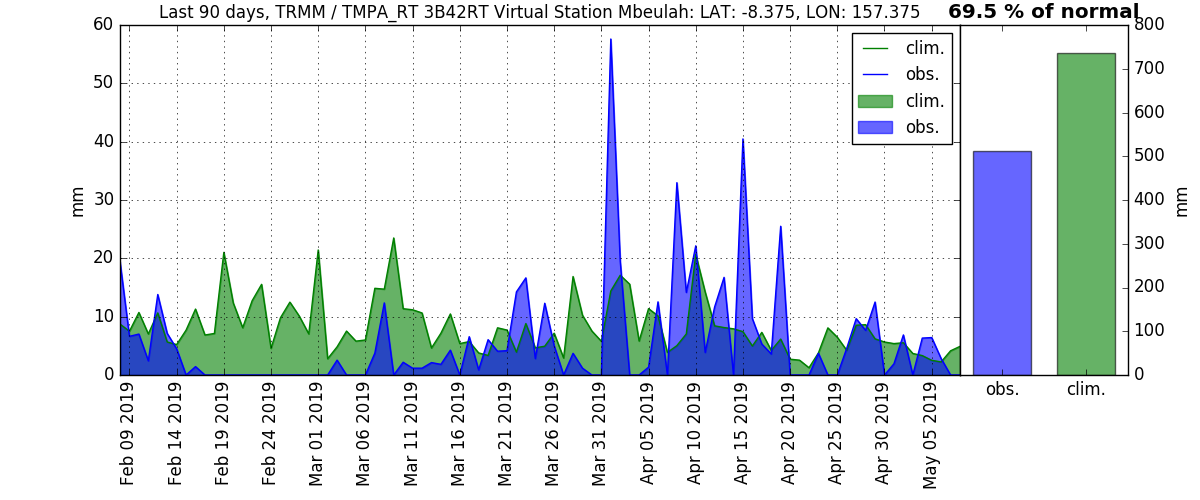 Last 90 days, TRMM / TMPA_RT 3B42RT Virtual Station Mbeulah: LAT: -8.375, LON: 157.375
69.5 % of normal
mm
60
50
40
30
20
10
0
clim.
obs.
clim.
obs.
Feb 09 2019
Feb 14 2019
Feb 19 2019
Feb 24 2019
Mar 01 2019
Mar 06 2019
Mar 11 2019
Mar 16 2019
Mar 21 2019
Mar 26 2019
Mar 31 2019
Apr 05 2019
Apr 10 2019
Apr 15 2019
Apr 20 2019
Apr 25 2019
Apr 30 2019
May 05 2019
obs.
clim.
800
700
600
500
400
300
200
100
0
mm